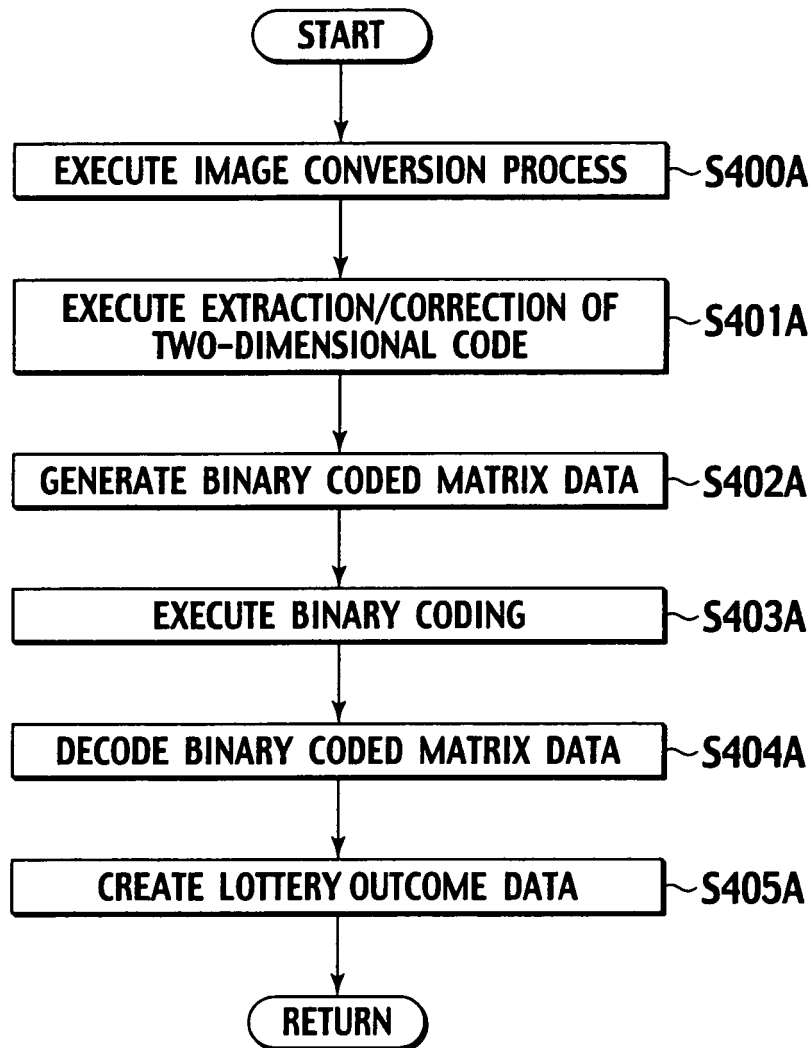 START
EXECUTE IMAGE CONVERSION PROCESS
S400A
EXECUTE EXTRACTION/CORRECTION OF
TWO-DIMENSIONAL CODE
S401A
GENERATE BINARY CODED MATRIX DATA
S402A
EXECUTE BINARY CODING
S403A
DECODE BINARY CODED MATRIX DATA
S404A
CREATE LOTTERY OUTCOME DATA
S405A
RETURN